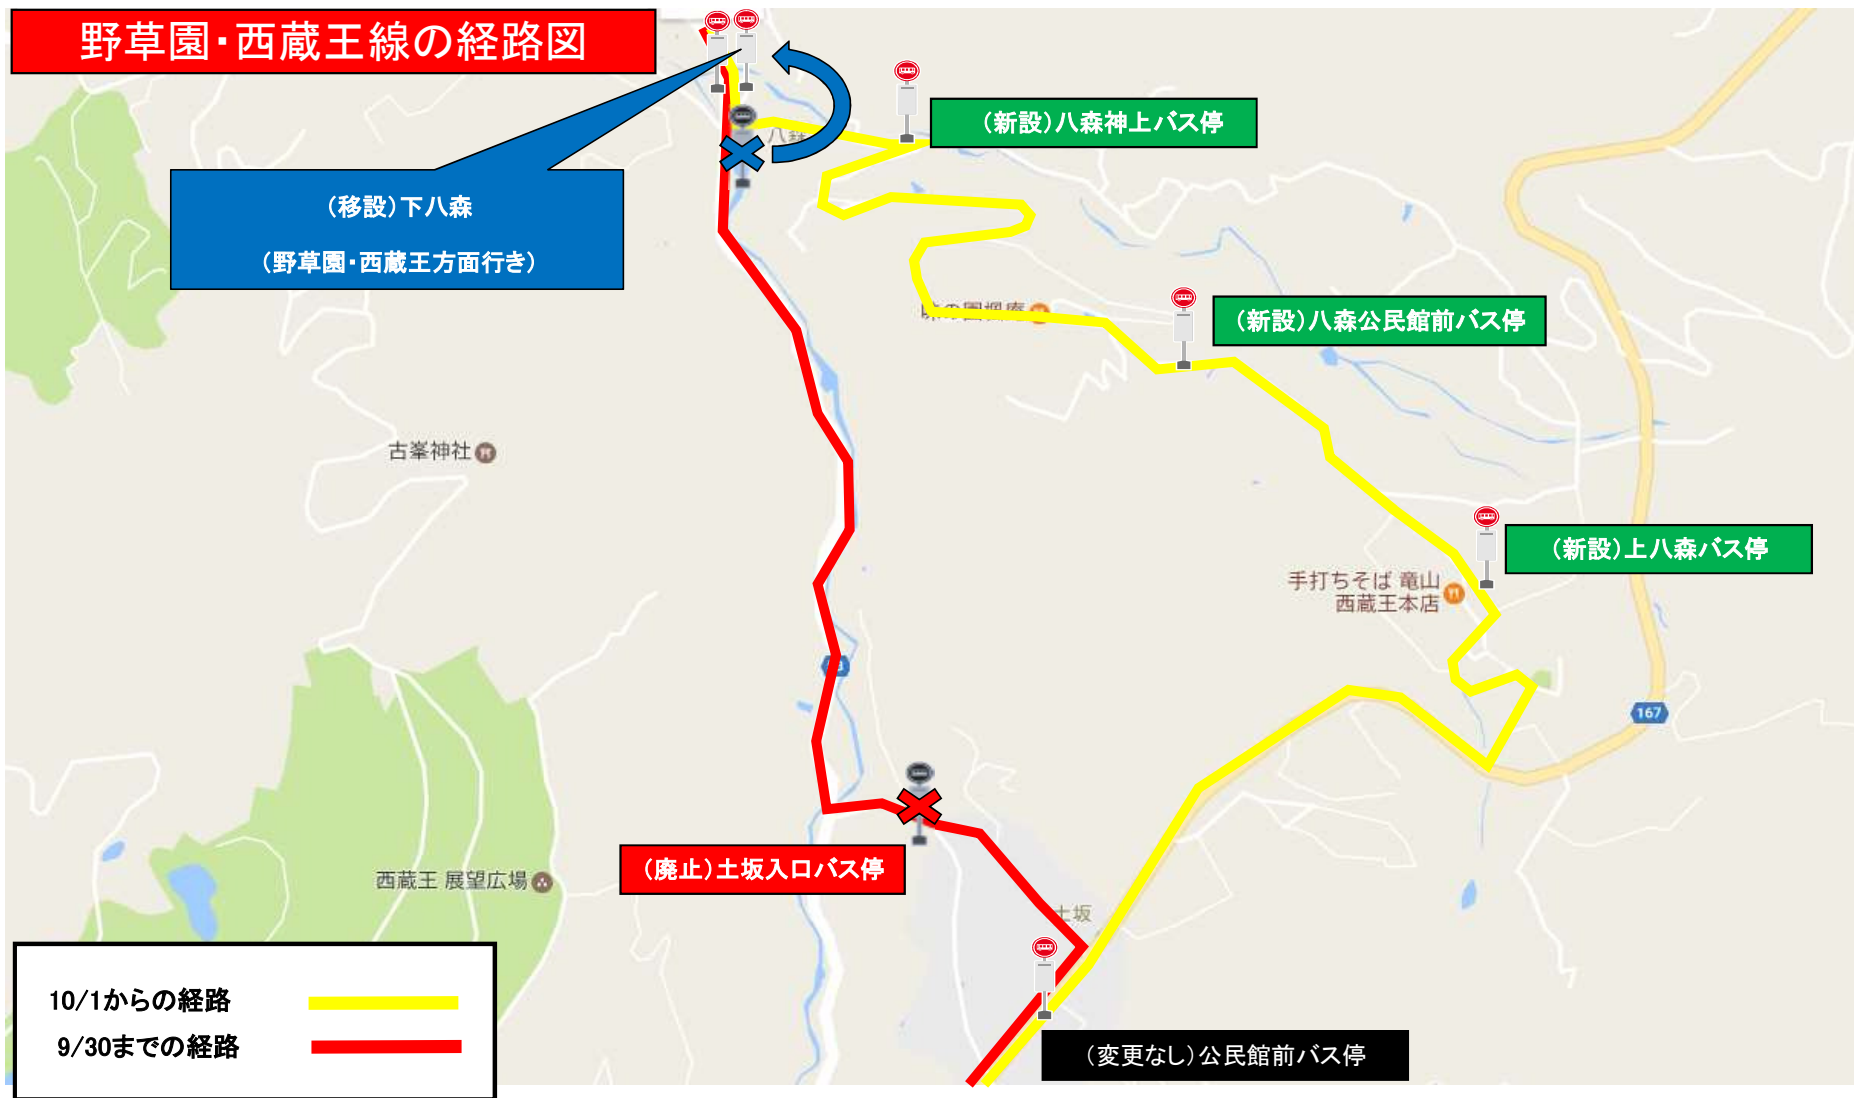 野草園・西蔵王線の経路図
(新設)八森神上バス停
(移設)下八森
(野草園・西蔵王方面行き)
(新設)八森公民館前バス停
古峯神社
(新設)上八森バス停
手打ちそば 竜山
西蔵王本店
167
(廃止)土坂入口バス停
西蔵王 展望広場
土坂
10/1からの経路
9/30までの経路
(変更なし)公民館前バス停